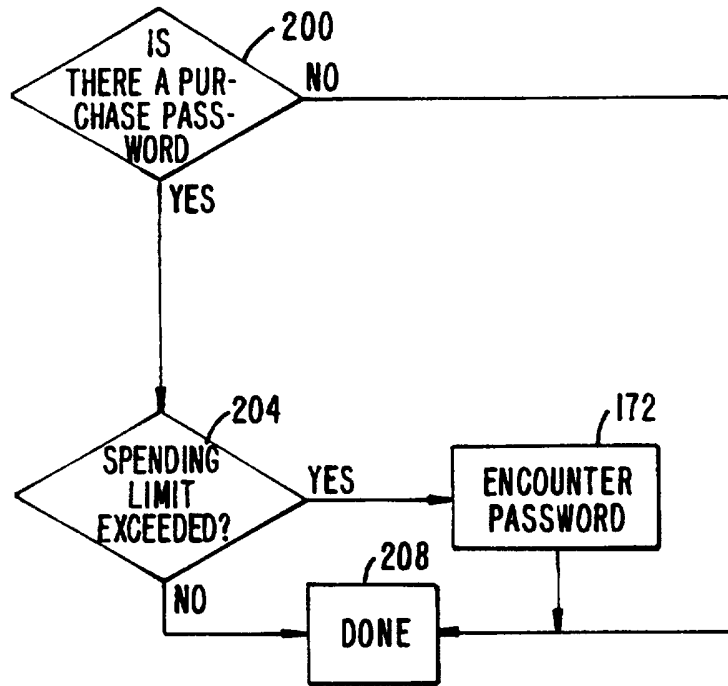 200
IS
THERE A PUR-
CHASE PASS-
WORD
NO
YES
204
SPENDING
LIMIT
EXCEEDED?
YES
172
ENCOUNTER
PASSWORD
NO
208
DONE